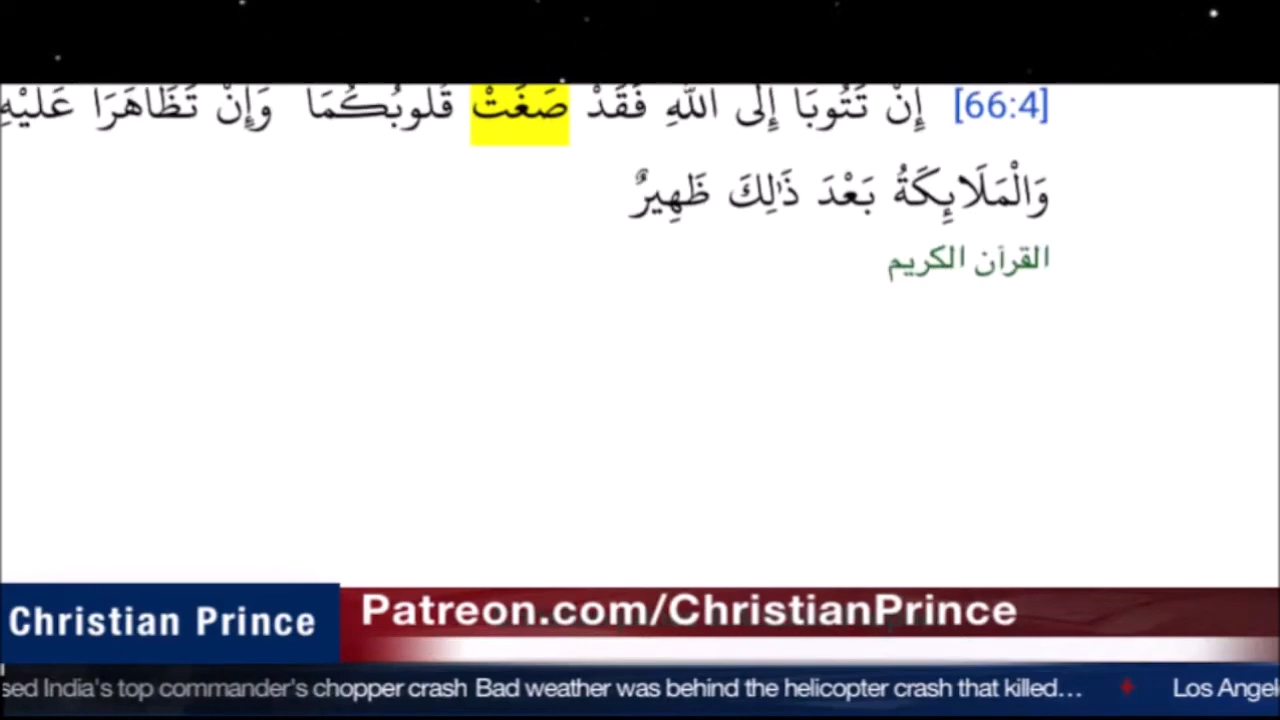 [66:4] إِنْ تَتُوبَا إِلَى اللَّهِ فَقَدْ صَغَتْ قُلُوبُكُمَا وَإِنْ تَظَاهَرَا عَلَيْهِ
وَالْمَلَائِكَةُ بَعْدَ ذَٰلِكَ ظَهِيرٌ
القرآن الكريم
Christian Prince
Patreon.com/ChristianPrince
sed India's top commander's chopper crash Bad weather was behind the helicopter crash that killed... Los Angel